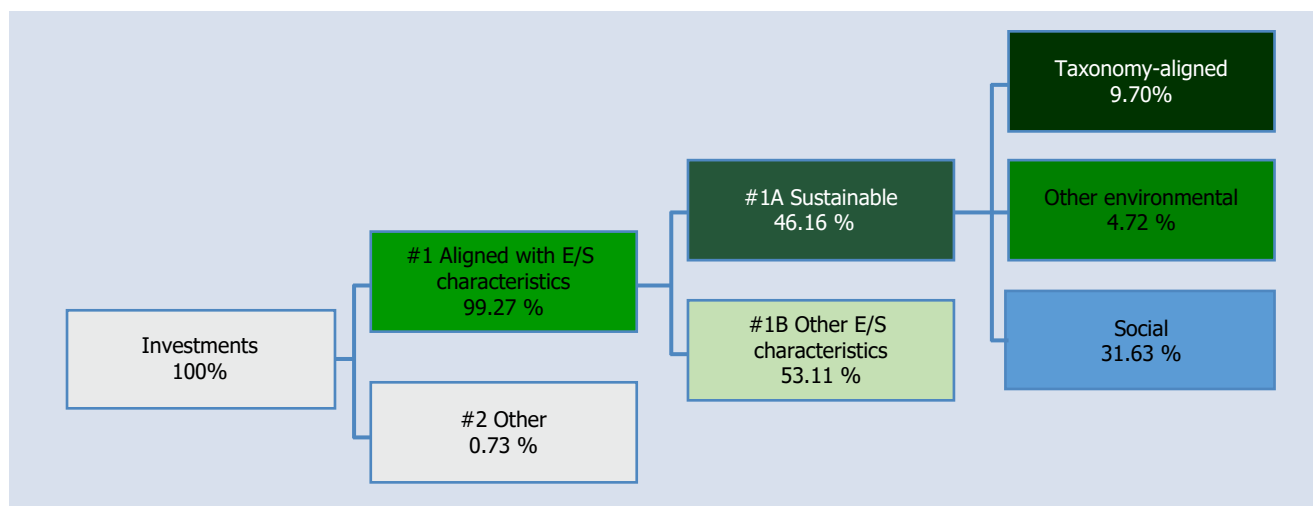 Investments
100%
#1 Aligned with E/S
characteristics
99.27 %
#2 Other
0.73 %
#1A Sustainable
46.16 %
#1B Other E/S
characteristics
53.11 %
Taxonomy-aligned
9.70%
Other environmental
4.72 %
Social
31.63 %